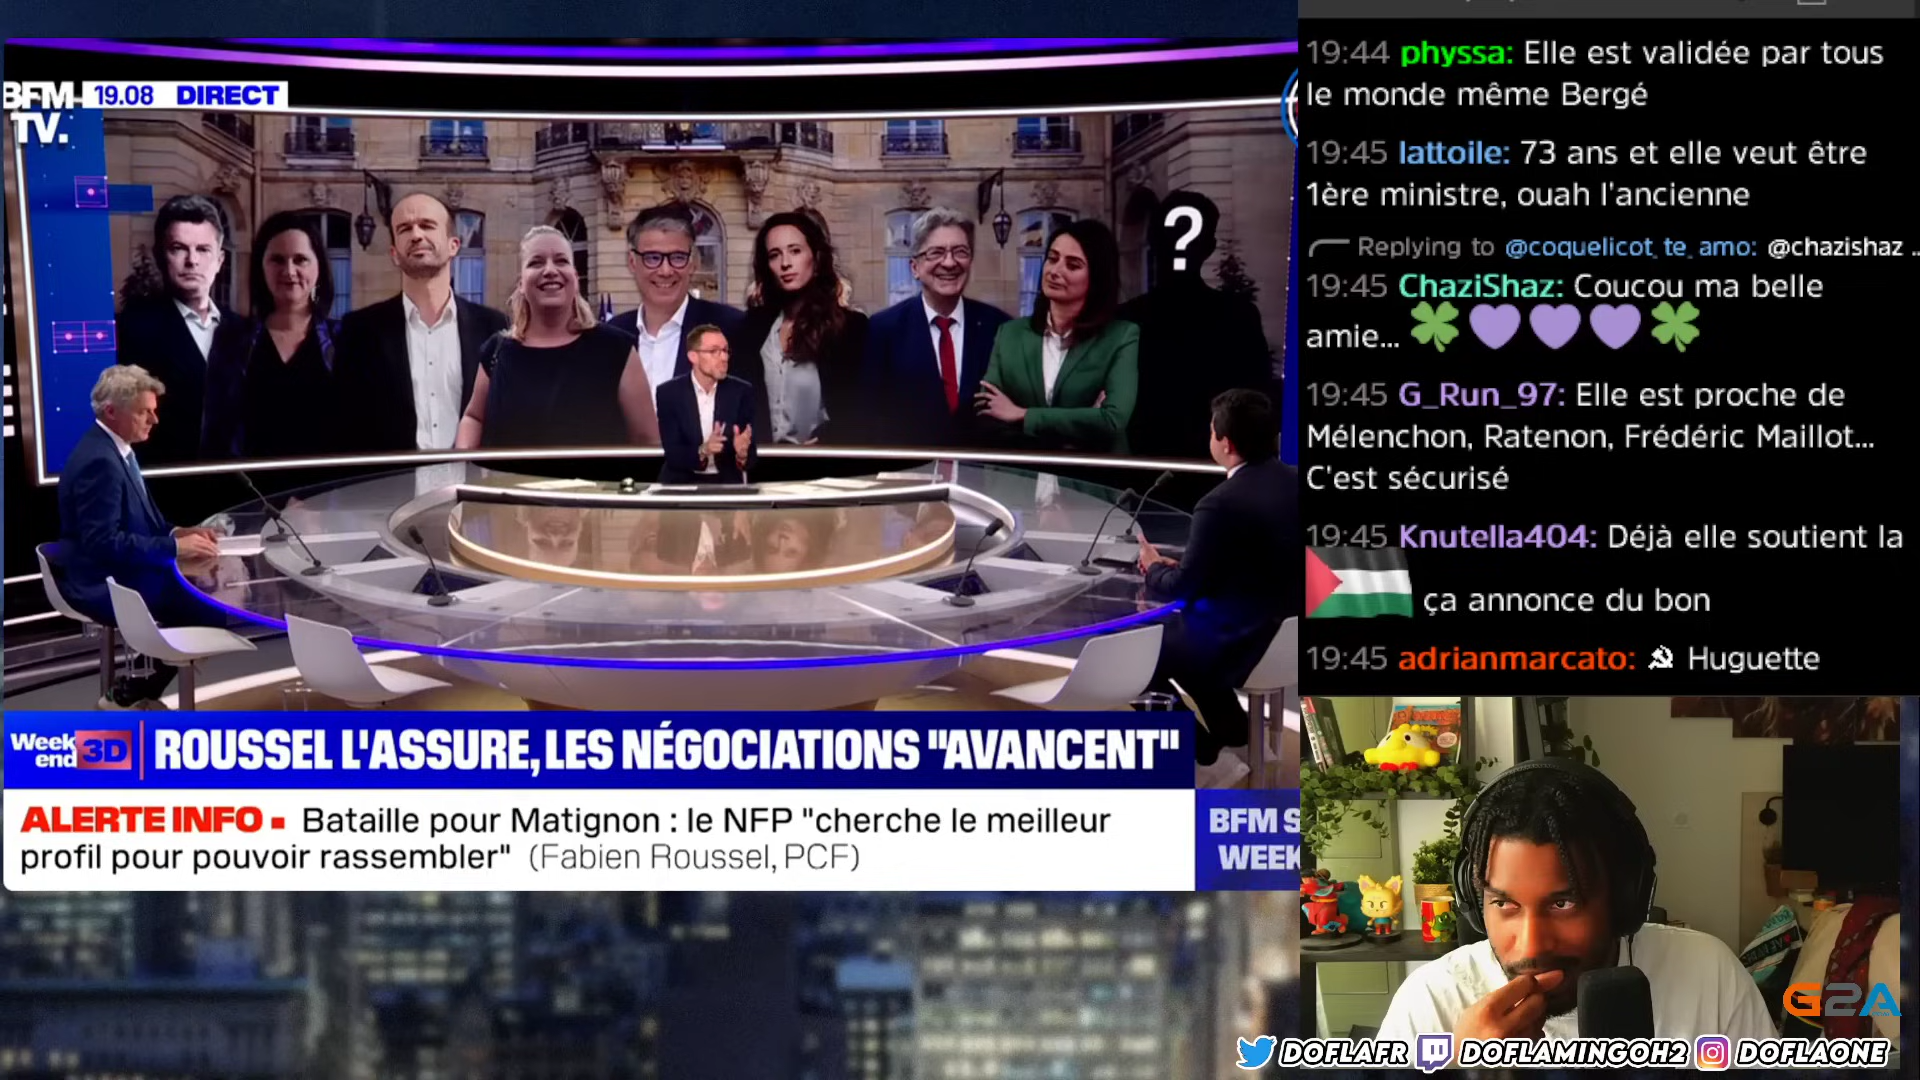 BFM
TV.
19.08 DIRECT
?
Week
end 3D
ROUSSEL L'ASSURE, LES NÉGOCIATIONS "AVANCENT"
ALERTE INFO ▪ Bataille pour Matignon : le NFP "cherche le meilleur
profil pour pouvoir rassembler" (Fabien Roussel, PCF)
BFM S
WEEK
19:44 physsa: Elle est validée par tous
le monde même Bergé
19:45 lattoile: 73 ans et elle veut être
1ère ministre, ouah l'ancienne
Replying to @coquelicot_te_amo: @chazishaz ..
19:45 ChaziShaz: Coucou ma belle
amie... 🍀💜💜💜🍀
19:45 G_Run_97: Elle est proche de
Mélenchon, Ratenon, Frédéric Maillot...
C'est sécurisé
19:45 Knutella404: Déjà elle soutient la
🇵🇸 ça annonce du bon
19:45 adrianmarcato: ☭ Huguette
G2A
DOFLAFR DOFLAMINGOH2 DOFLAONE